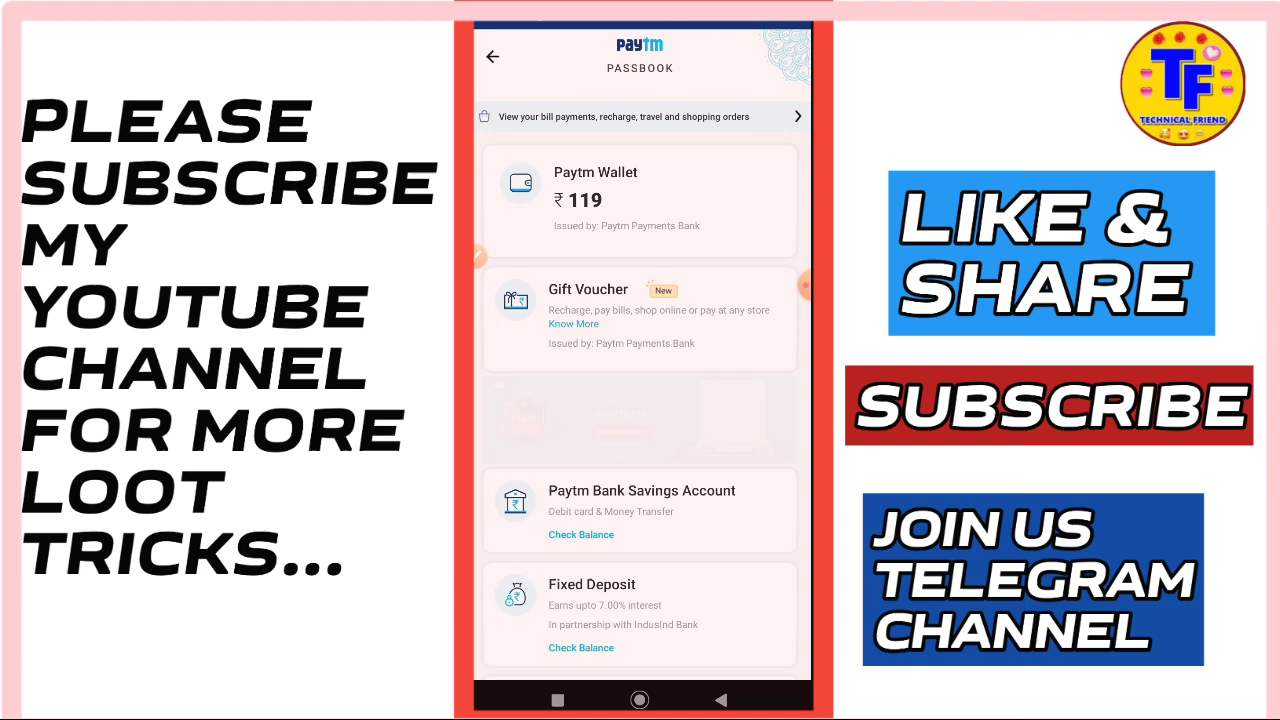 PLEASE
SUBSCRIBE
MY
YOUTUBE
CHANNEL
FOR MORE
LOOT
TRICKS...
paytm
PASSBOOK
View your bill payments, recharge, travel and shopping orders
Paytm Wallet
₹ 119
Issued by: Paytm Payments Bank
Gift Voucher New
Recharge, pay bills, shop online or pay at any store
Know More
Issued by: Paytm Payments Bank
Paytm Bank Savings Account
Debit card & Money Transfer
Check Balance
Fixed Deposit
Earns upto 7.00% interest
In partnership with IndusInd Bank
Check Balance
TF
TECHNICAL FRIEND
LIKE &
SHARE
SUBSCRIBE
JOIN US
TELEGRAM
CHANNEL